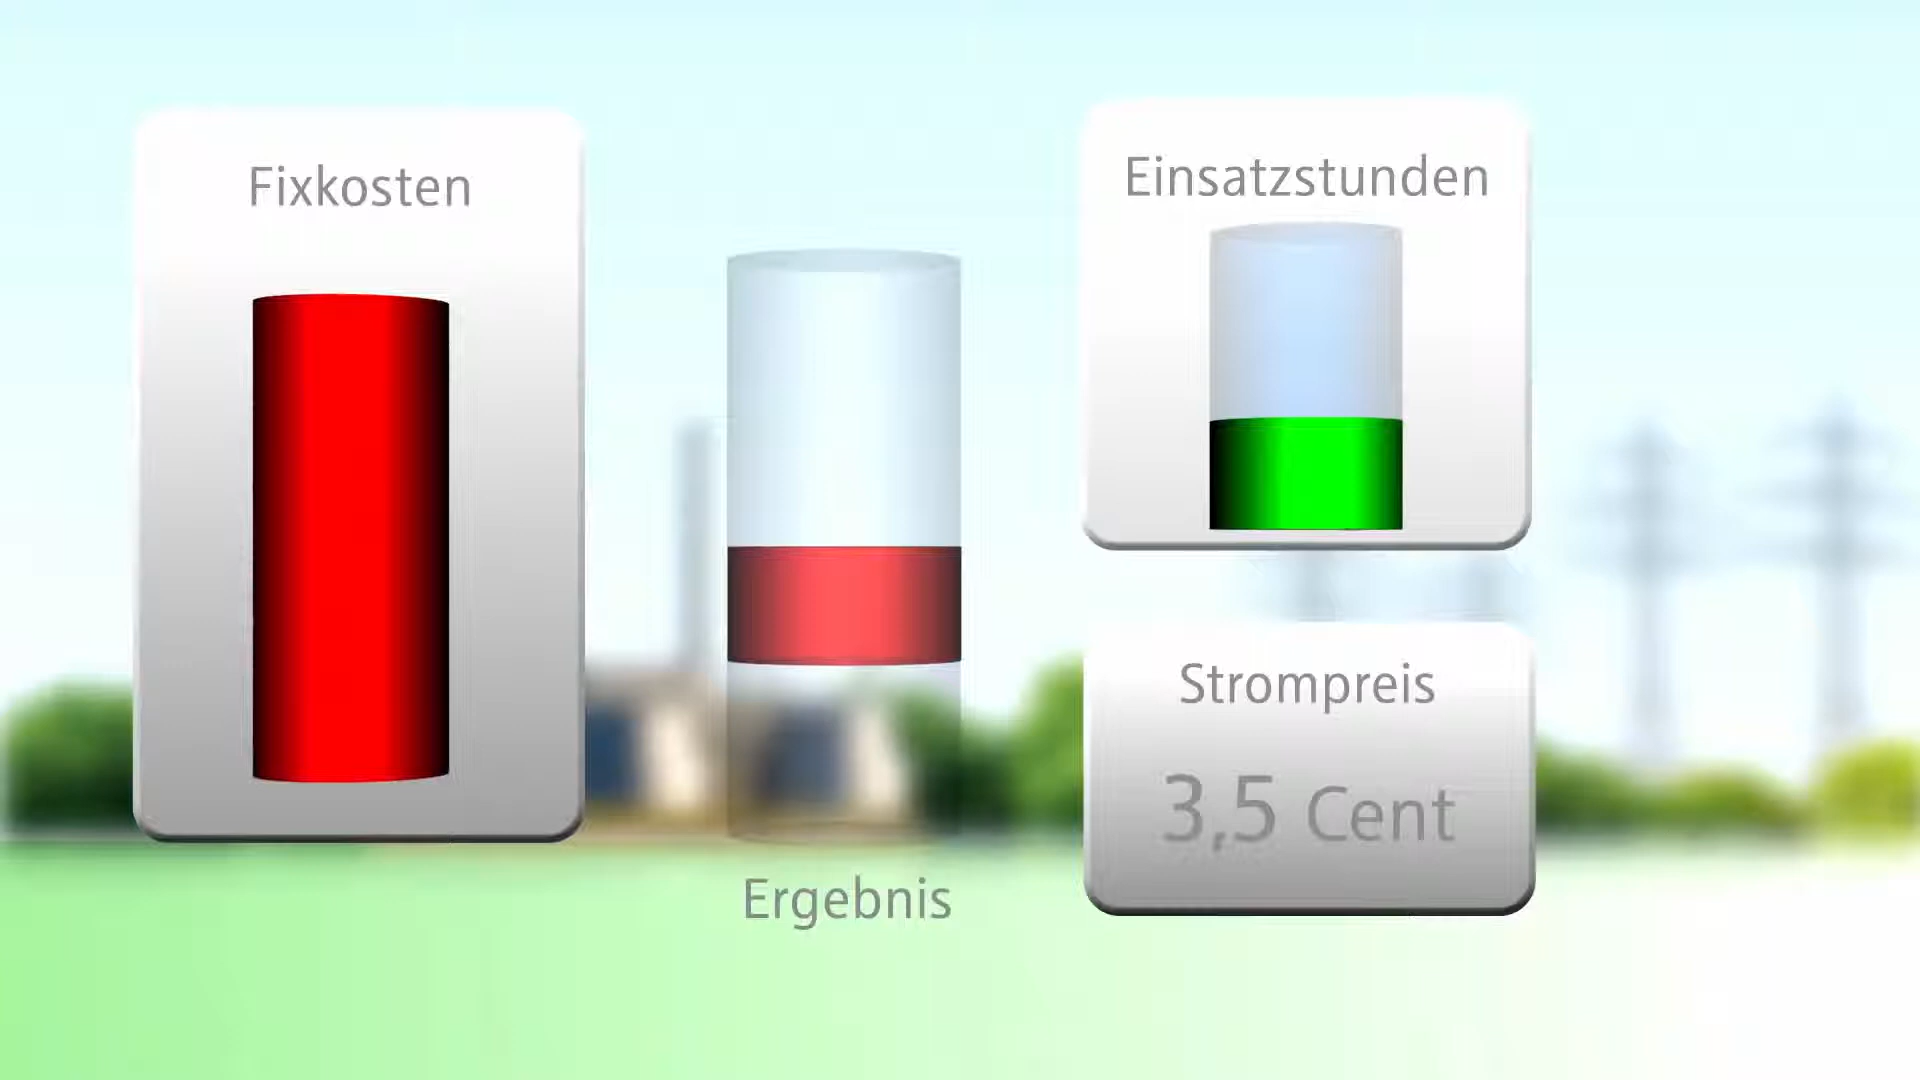 Fixkosten
Ergebnis
Einsatzstunden
Strompreis
3,5 Cent